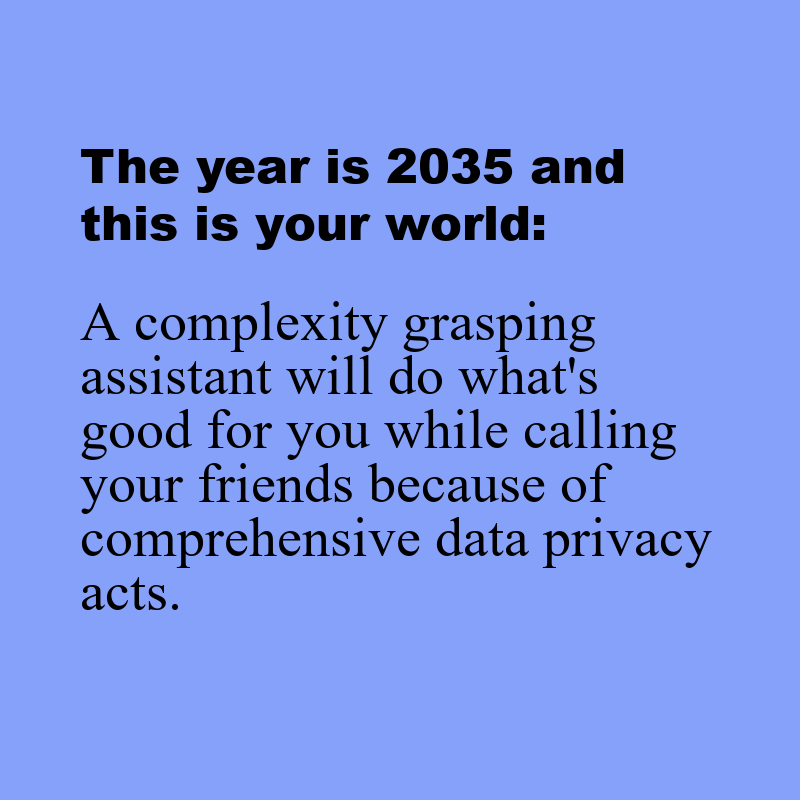 The year is 2035 and
this is your world:
A complexity grasping
assistant will do what's
good for you while calling
your friends because of
comprehensive data privacy
acts.